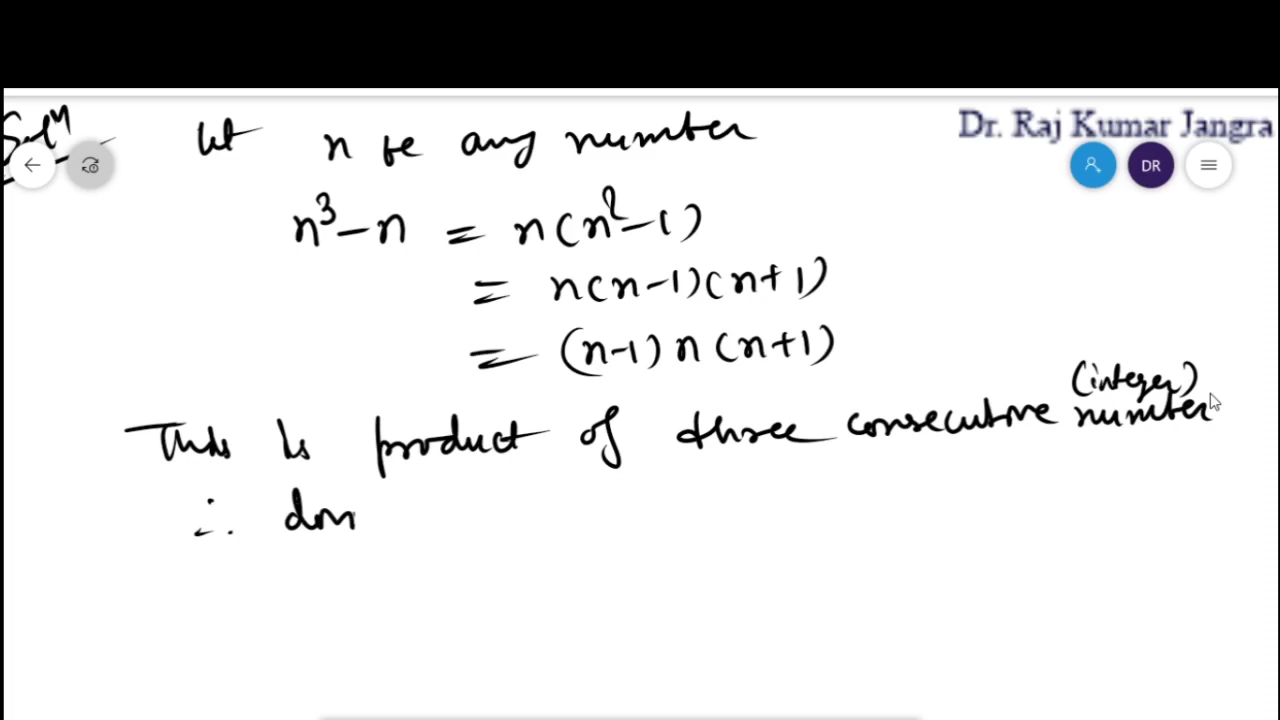 Soln
Dr. Raj Kumar Jangra
let n be any number
DR
n³-n = n(n²-1)
= n(n-1)(n+1)
= (n-1) n (n+1)
(integer)
This is product of three consecutive number
∴